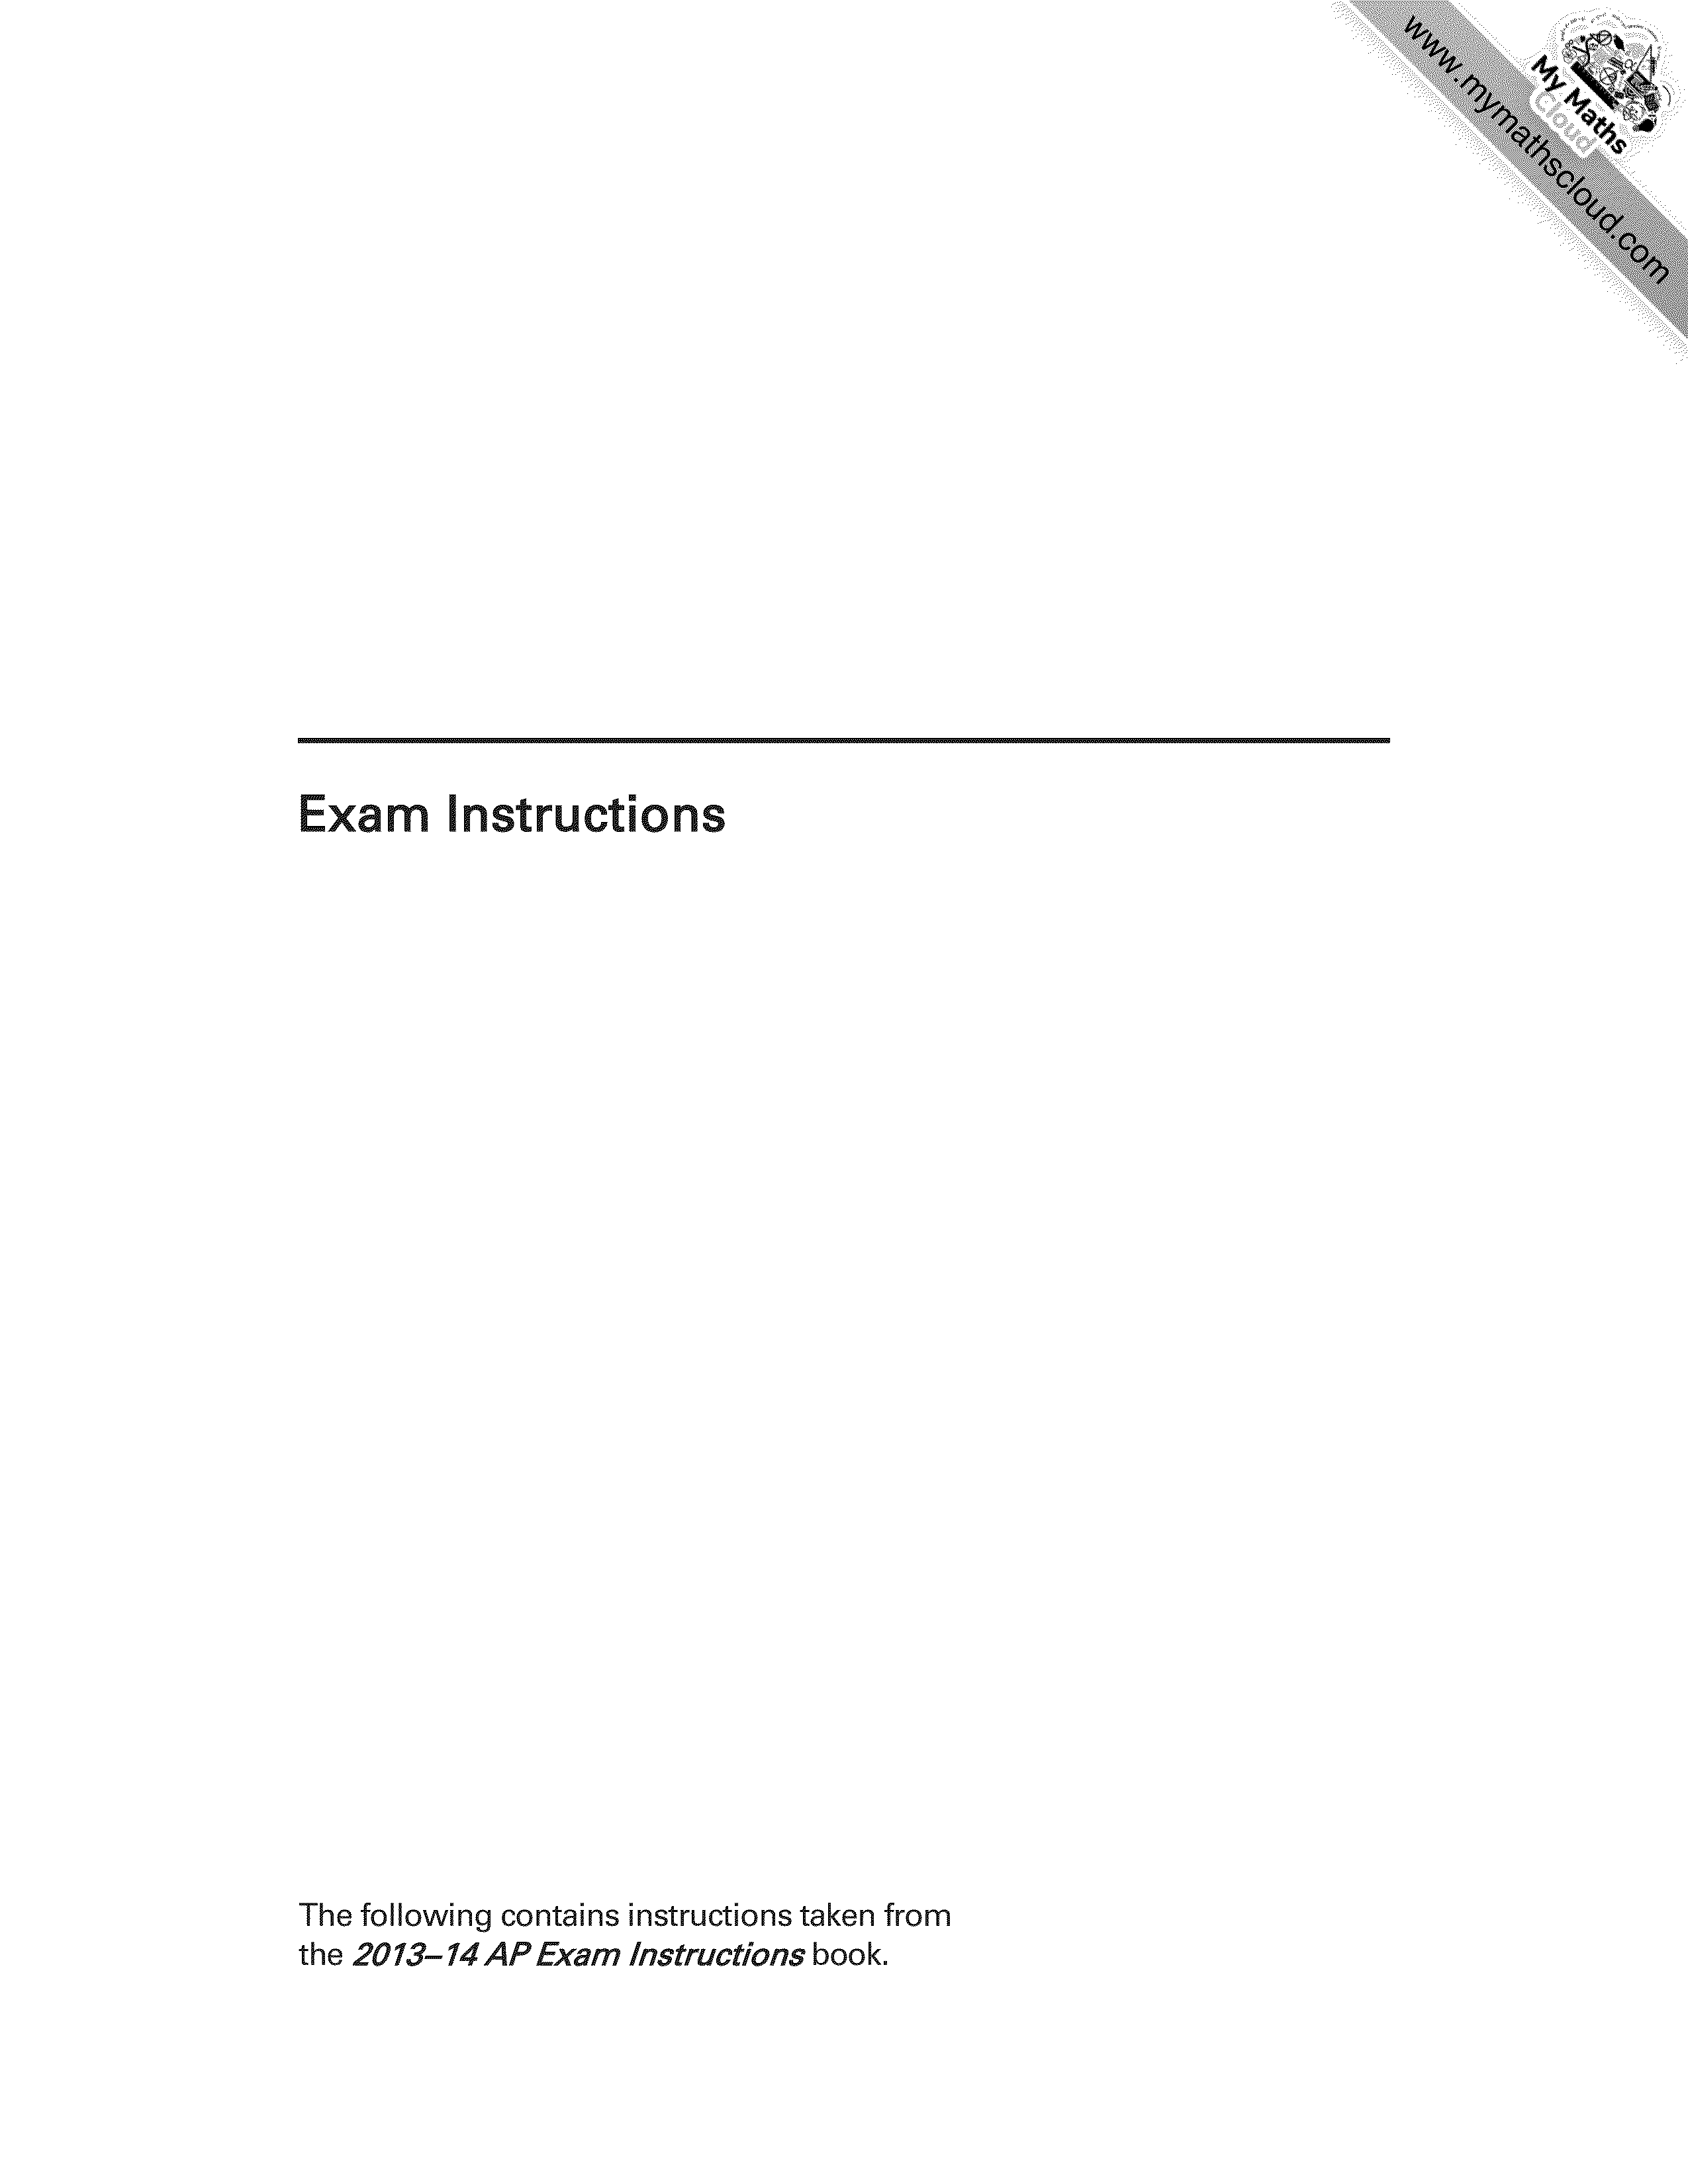 www.mymathscloud.com
My Maths
Cloud
Exam Instructions
The following contains instructions taken from
the 2013–14 AP Exam Instructions book.